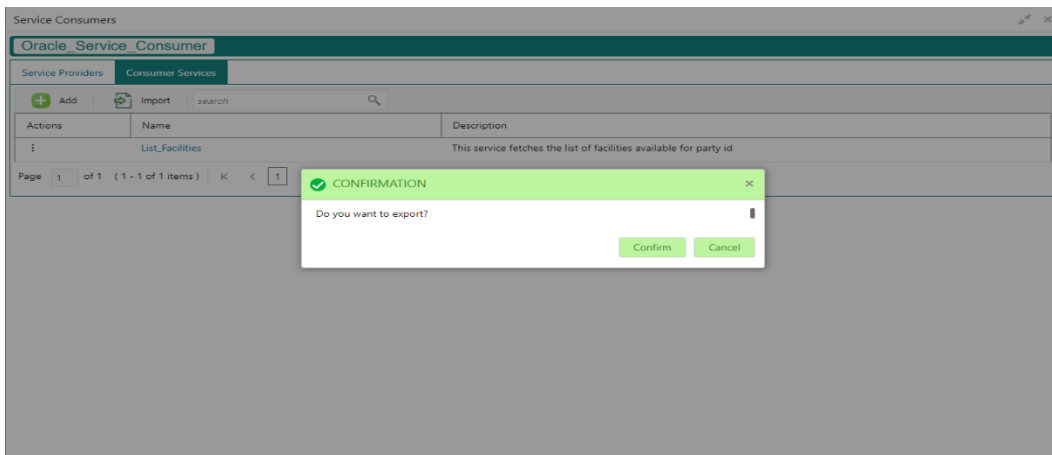 Service Consumers
Oracle_Service_Consumer
Service Providers Consumer Services
Add Import search
Actions Name Description
List_Facilities This service fetches the list of facilities available for party id
Page 1 of 1 (1 - 1 of 1 items) K < 1
CONFIRMATION
Do you want to export?
Confirm Cancel